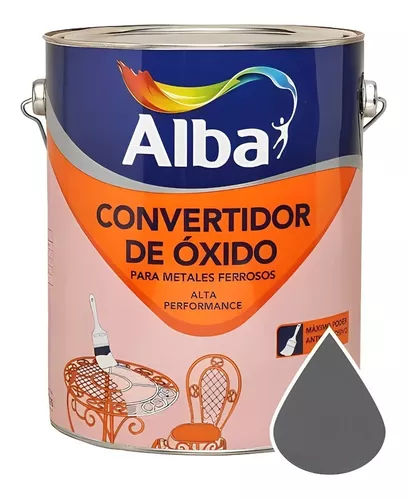 Alba
CONVERTIDOR
DE ÓXIDO
PARA METALES FERROSOS
ALTA
PERFORMANCE
MÁXIMO PODER